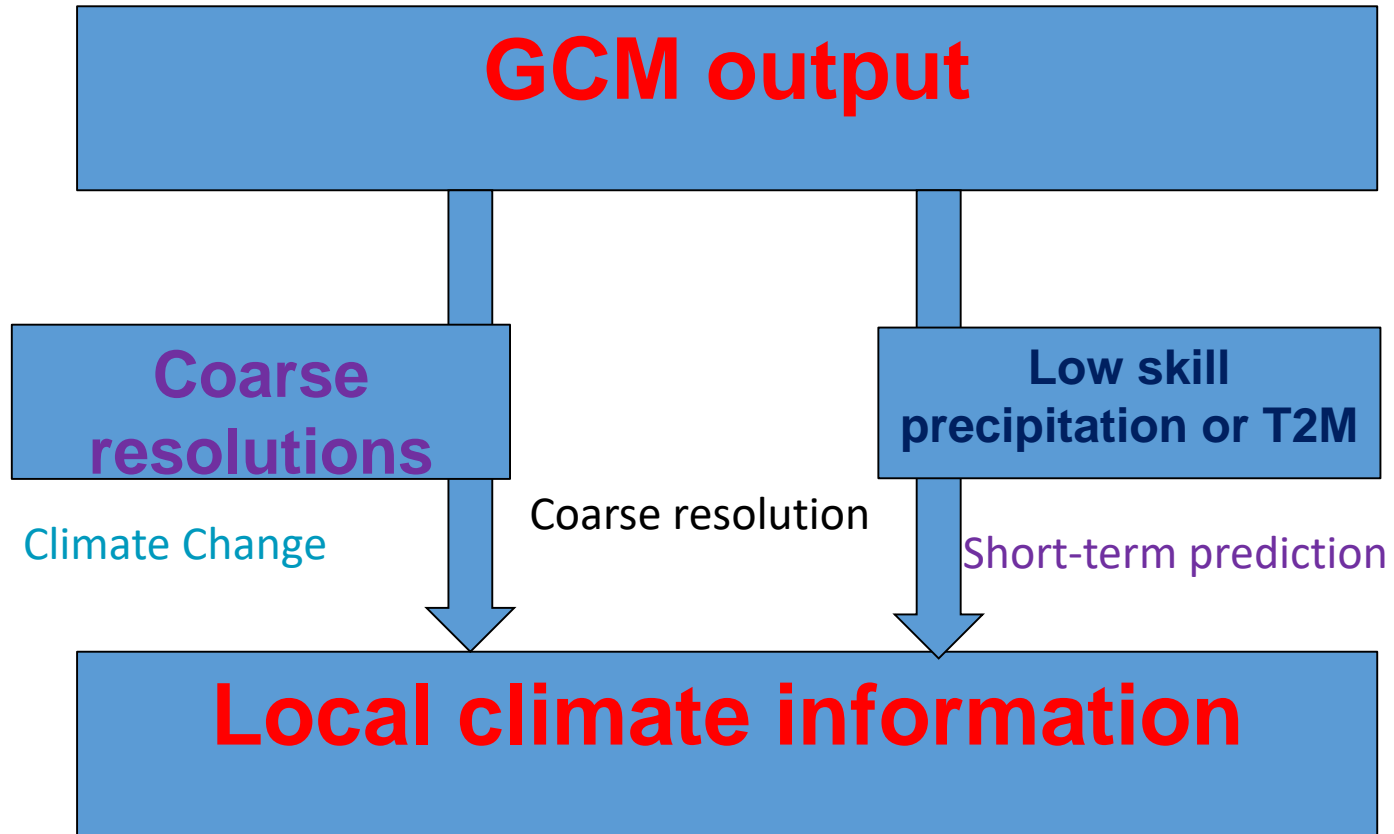 GCM output
Coarse
resolutions
Low skill
precipitation or T2M
Climate Change
Coarse resolution
Short-term prediction
Local climate information